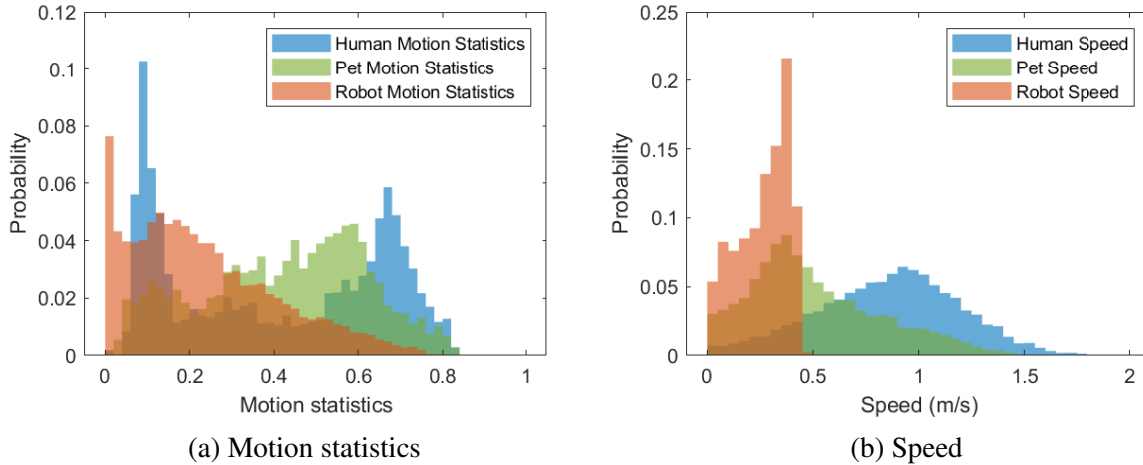 0.12
0.1
0.08
0.06
0.04
0.02
0
Probability
Human Motion Statistics
Pet Motion Statistics
Robot Motion Statistics
0 0.2 0.4 0.6 0.8 1
Motion statistics
(a) Motion statistics
0.25
0.2
0.15
0.1
0.05
0
Probability
Human Speed
Pet Speed
Robot Speed
0 0.5 1 1.5 2
Speed (m/s)
(b) Speed